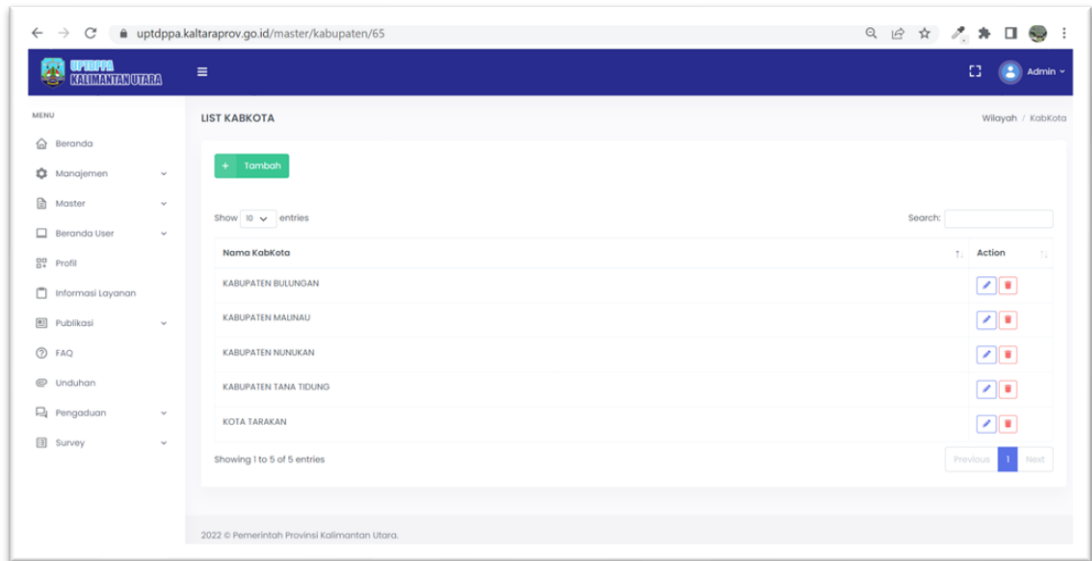 uptdppa.kaltaraprov.go.id/master/kabupaten/65
UPTDPPA
KALIMANTAN UTARA
Admin
MENU
LIST KABKOTA
Wilayah / KabKota
Beranda
Manajemen
Master
Beranda User
Profil
Informasi Layanan
Publikasi
FAQ
Unduhan
Pengaduan
Survey
+ Tambah
Show 10 entries
Search:
Nama KabKota
Action
KABUPATEN BULUNGAN
KABUPATEN MALINAU
KABUPATEN NUNUKAN
KABUPATEN TANA TIDUNG
KOTA TARAKAN
Showing 1 to 5 of 5 entries
Previous 1 Next
2022 © Pemerintah Provinsi Kalimantan Utara.